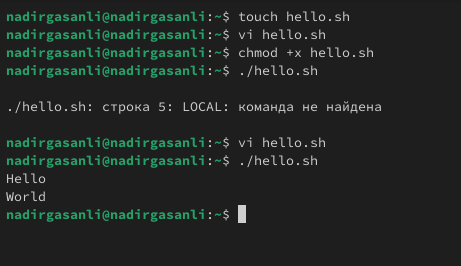 nadirgasanli@nadirgasanli:~$ touch hello.sh
nadirgasanli@nadirgasanli:~$ vi hello.sh
nadirgasanli@nadirgasanli:~$ chmod +x hello.sh
nadirgasanli@nadirgasanli:~$ ./hello.sh
./hello.sh: строка 5: LOCAL: команда не найдена
nadirgasanli@nadirgasanli:~$ vi hello.sh
nadirgasanli@nadirgasanli:~$ ./hello.sh
Hello
World
nadirgasanli@nadirgasanli:~$